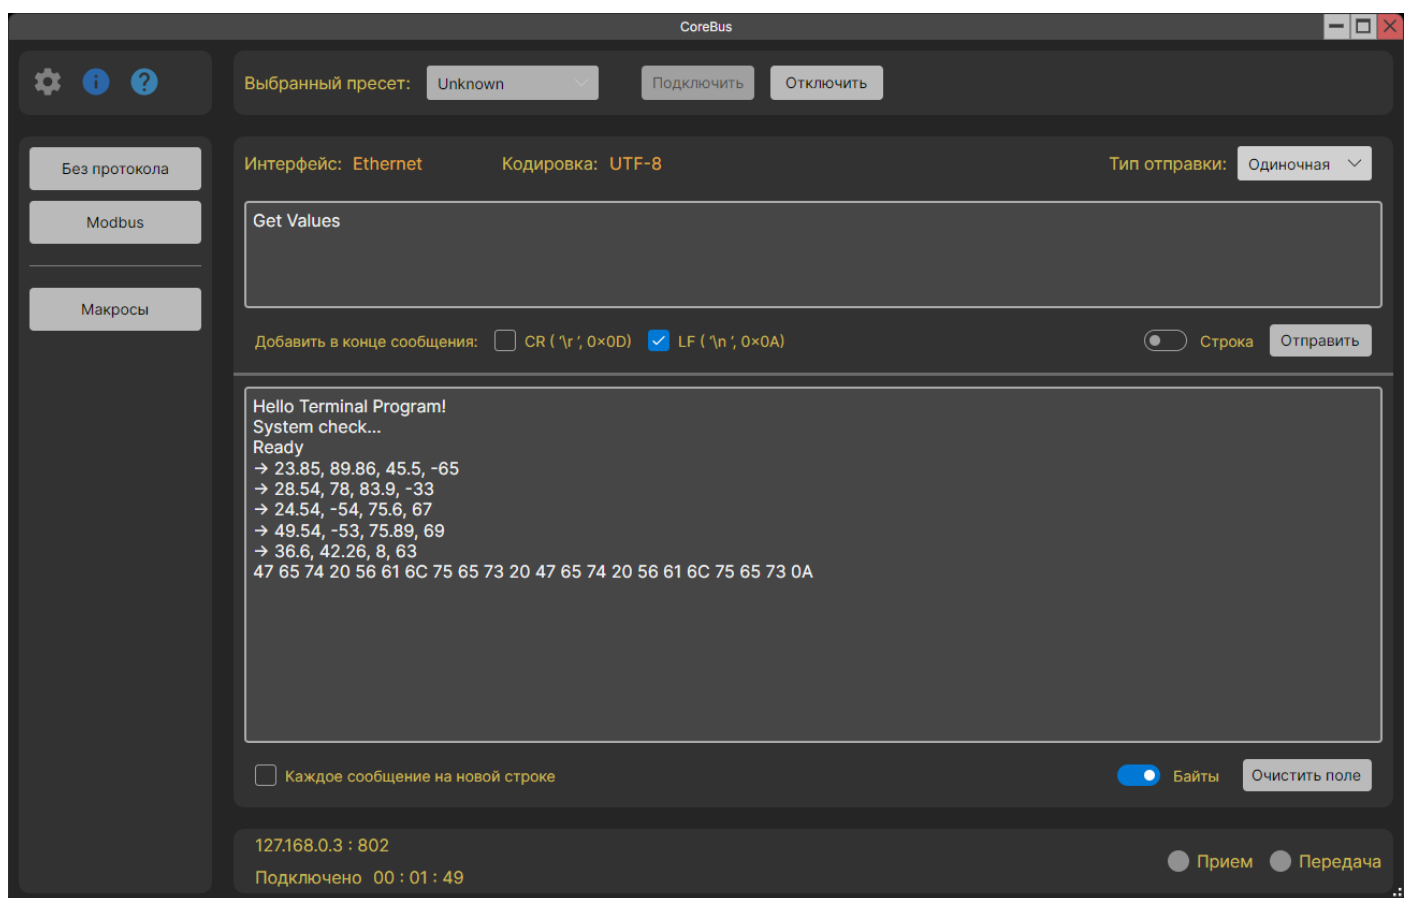 CoreBus
Выбранный пресет: Unknown Подключить Отключить
Без протокола
Modbus
Макросы
Интерфейс: Ethernet Кодировка: UTF-8 Тип отправки: Одиночная
Get Values
Добавить в конце сообщения: CR ( '\r ', 0×0D) LF ( '\n ', 0×0A) Строка Отправить
Hello Terminal Program!
System check...
Ready
→ 23.85, 89.86, 45.5, -65
→ 28.54, 78, 83.9, -33
→ 24.54, -54, 75.6, 67
→ 49.54, -53, 75.89, 69
→ 36.6, 42.26, 8, 63
47 65 74 20 56 61 6C 75 65 73 20 47 65 74 20 56 61 6C 75 65 73 0A
Каждое сообщение на новой строке Байты Очистить поле
127.168.0.3 : 802
Подключено 00 : 01 : 49
Прием Передача